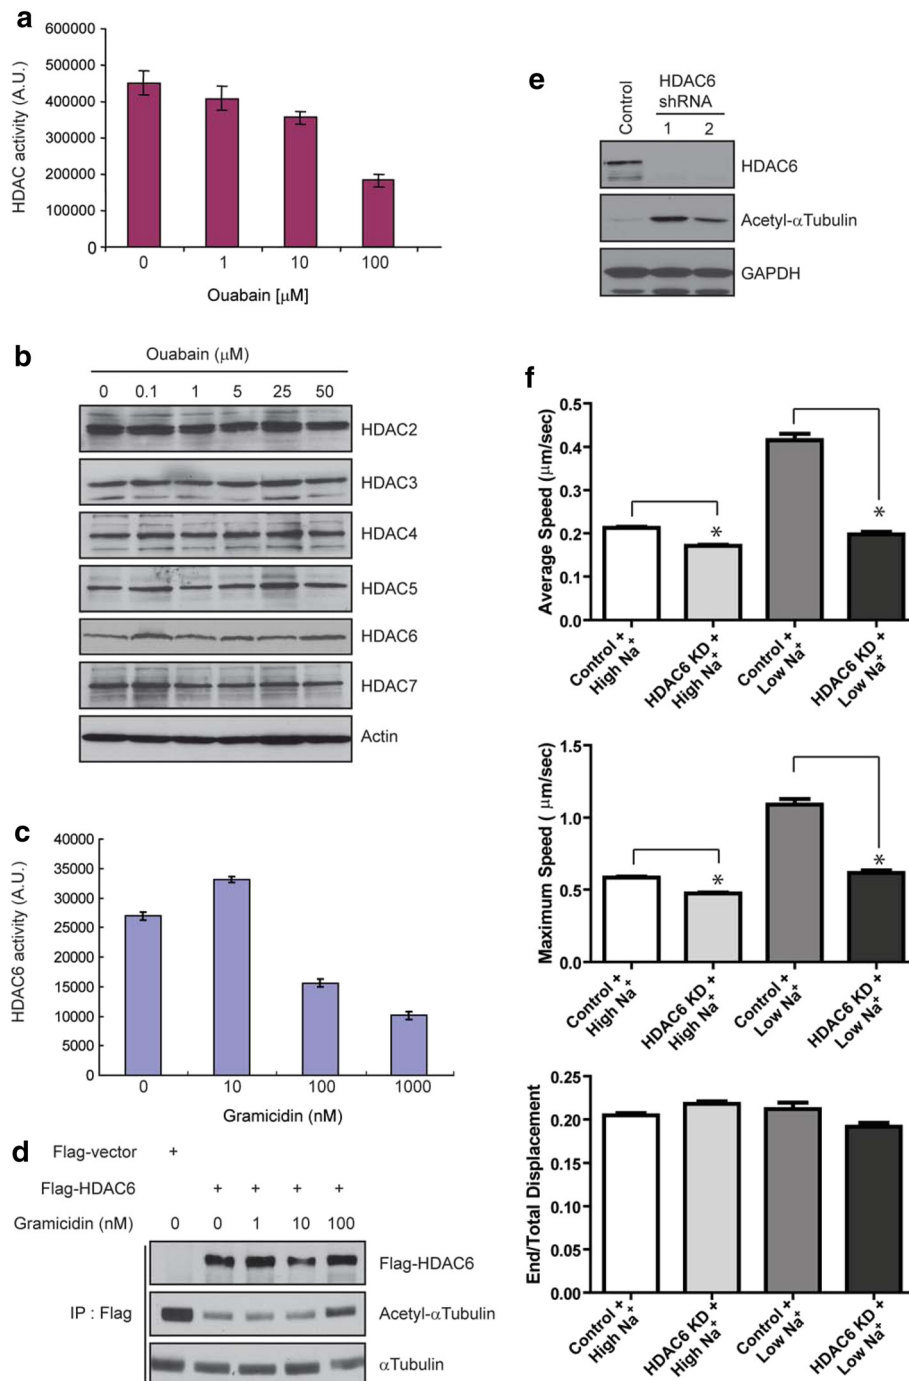 a
600000
500000
400000
300000
200000
100000
0
HDAC activity (A.U.)
0 1 10 100
Ouabain [μM]
b
Ouabain (μM)
0 0.1 1 5 25 50
HDAC2
HDAC3
HDAC4
HDAC5
HDAC6
HDAC7
Actin
c
40000
35000
30000
25000
20000
15000
10000
5000
0
HDAC6 activity (A.U.)
0 10 100 1000
Gramicidin (nM)
d
Flag-vector +
Flag-HDAC6 + + + +
Gramicidin (nM) 0 0 1 10 100
IP : Flag
Flag-HDAC6
Acetyl-αTubulin
αTubulin
e
Control
HDAC6
shRNA
1 2
HDAC6
Acetyl-αTubulin
GAPDH
f
0.5
0.4
0.3
0.2
0.1
0.0
Average Speed (μm/sec)
* *
Control +
High Na+
HDAC6 KD +
High Na+
Control +
Low Na+
HDAC6 KD +
Low Na+
1.5
1.0
0.5
0.0
Maximum Speed ( μm/sec)
* *
Control +
High Na+
HDAC6 KD +
High Na+
Control +
Low Na+
HDAC6 KD +
Low Na+
0.25
0.20
0.15
0.10
0.05
0.00
End/Total Displacement
Control +
High Na+
HDAC6 KD +
High Na+
Control +
Low Na+
HDAC6 KD +
Low Na+